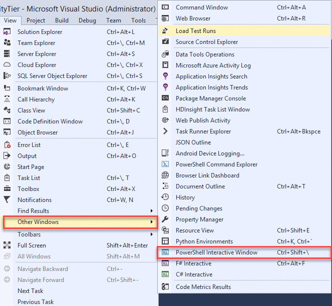 ityTier - Microsoft Visual Studio (Administrator)
View Project Build Debug Team Tools
Solution Explorer Ctrl+Alt+L
Team Explorer Ctrl+\, Ctrl+M
Server Explorer Ctrl+Alt+S
Cloud Explorer Ctrl+\, Ctrl+X
SQL Server Object Explorer Ctrl+\, Ctrl+S
Bookmark Window Ctrl+K, Ctrl+W
Call Hierarchy Ctrl+Alt+K
Class View Ctrl+Shift+C
Code Definition Window Ctrl+\, D
Object Browser Ctrl+Alt+J
Error List Ctrl+\, E
Output Ctrl+Alt+O
Start Page
Task List Ctrl+\, T
Toolbox Ctrl+Alt+X
Notifications Ctrl+W, N
Find Results
Other Windows
Toolbars
Full Screen Shift+Alt+Enter
All Windows Shift+Alt+M
Navigate Backward Ctrl+-
Navigate Forward Ctrl+Shift+-
Next Task
Previous Task
Command Window Ctrl+Alt+A
Web Browser Ctrl+Alt+R
Load Test Runs
Source Control Explorer
Data Tools Operations
Microsoft Azure Activity Log
Application Insights Search
Application Insights Trends
Package Manager Console
HDInsight Task List Window
Web Publish Activity
Task Runner Explorer Ctrl+Alt+Bkspce
JSON Outline
Android Device Logging...
PowerShell Command Explorer
Browser Link Dashboard
Document Outline Ctrl+Alt+T
History
Pending Changes
Property Manager
Resource View Ctrl+Shift+E
Python Environments Ctrl+K, Ctrl+`
PowerShell Interactive Window Ctrl+Shift+\
F# Interactive Ctrl+Alt+F
C# Interactive
Code Metrics Results